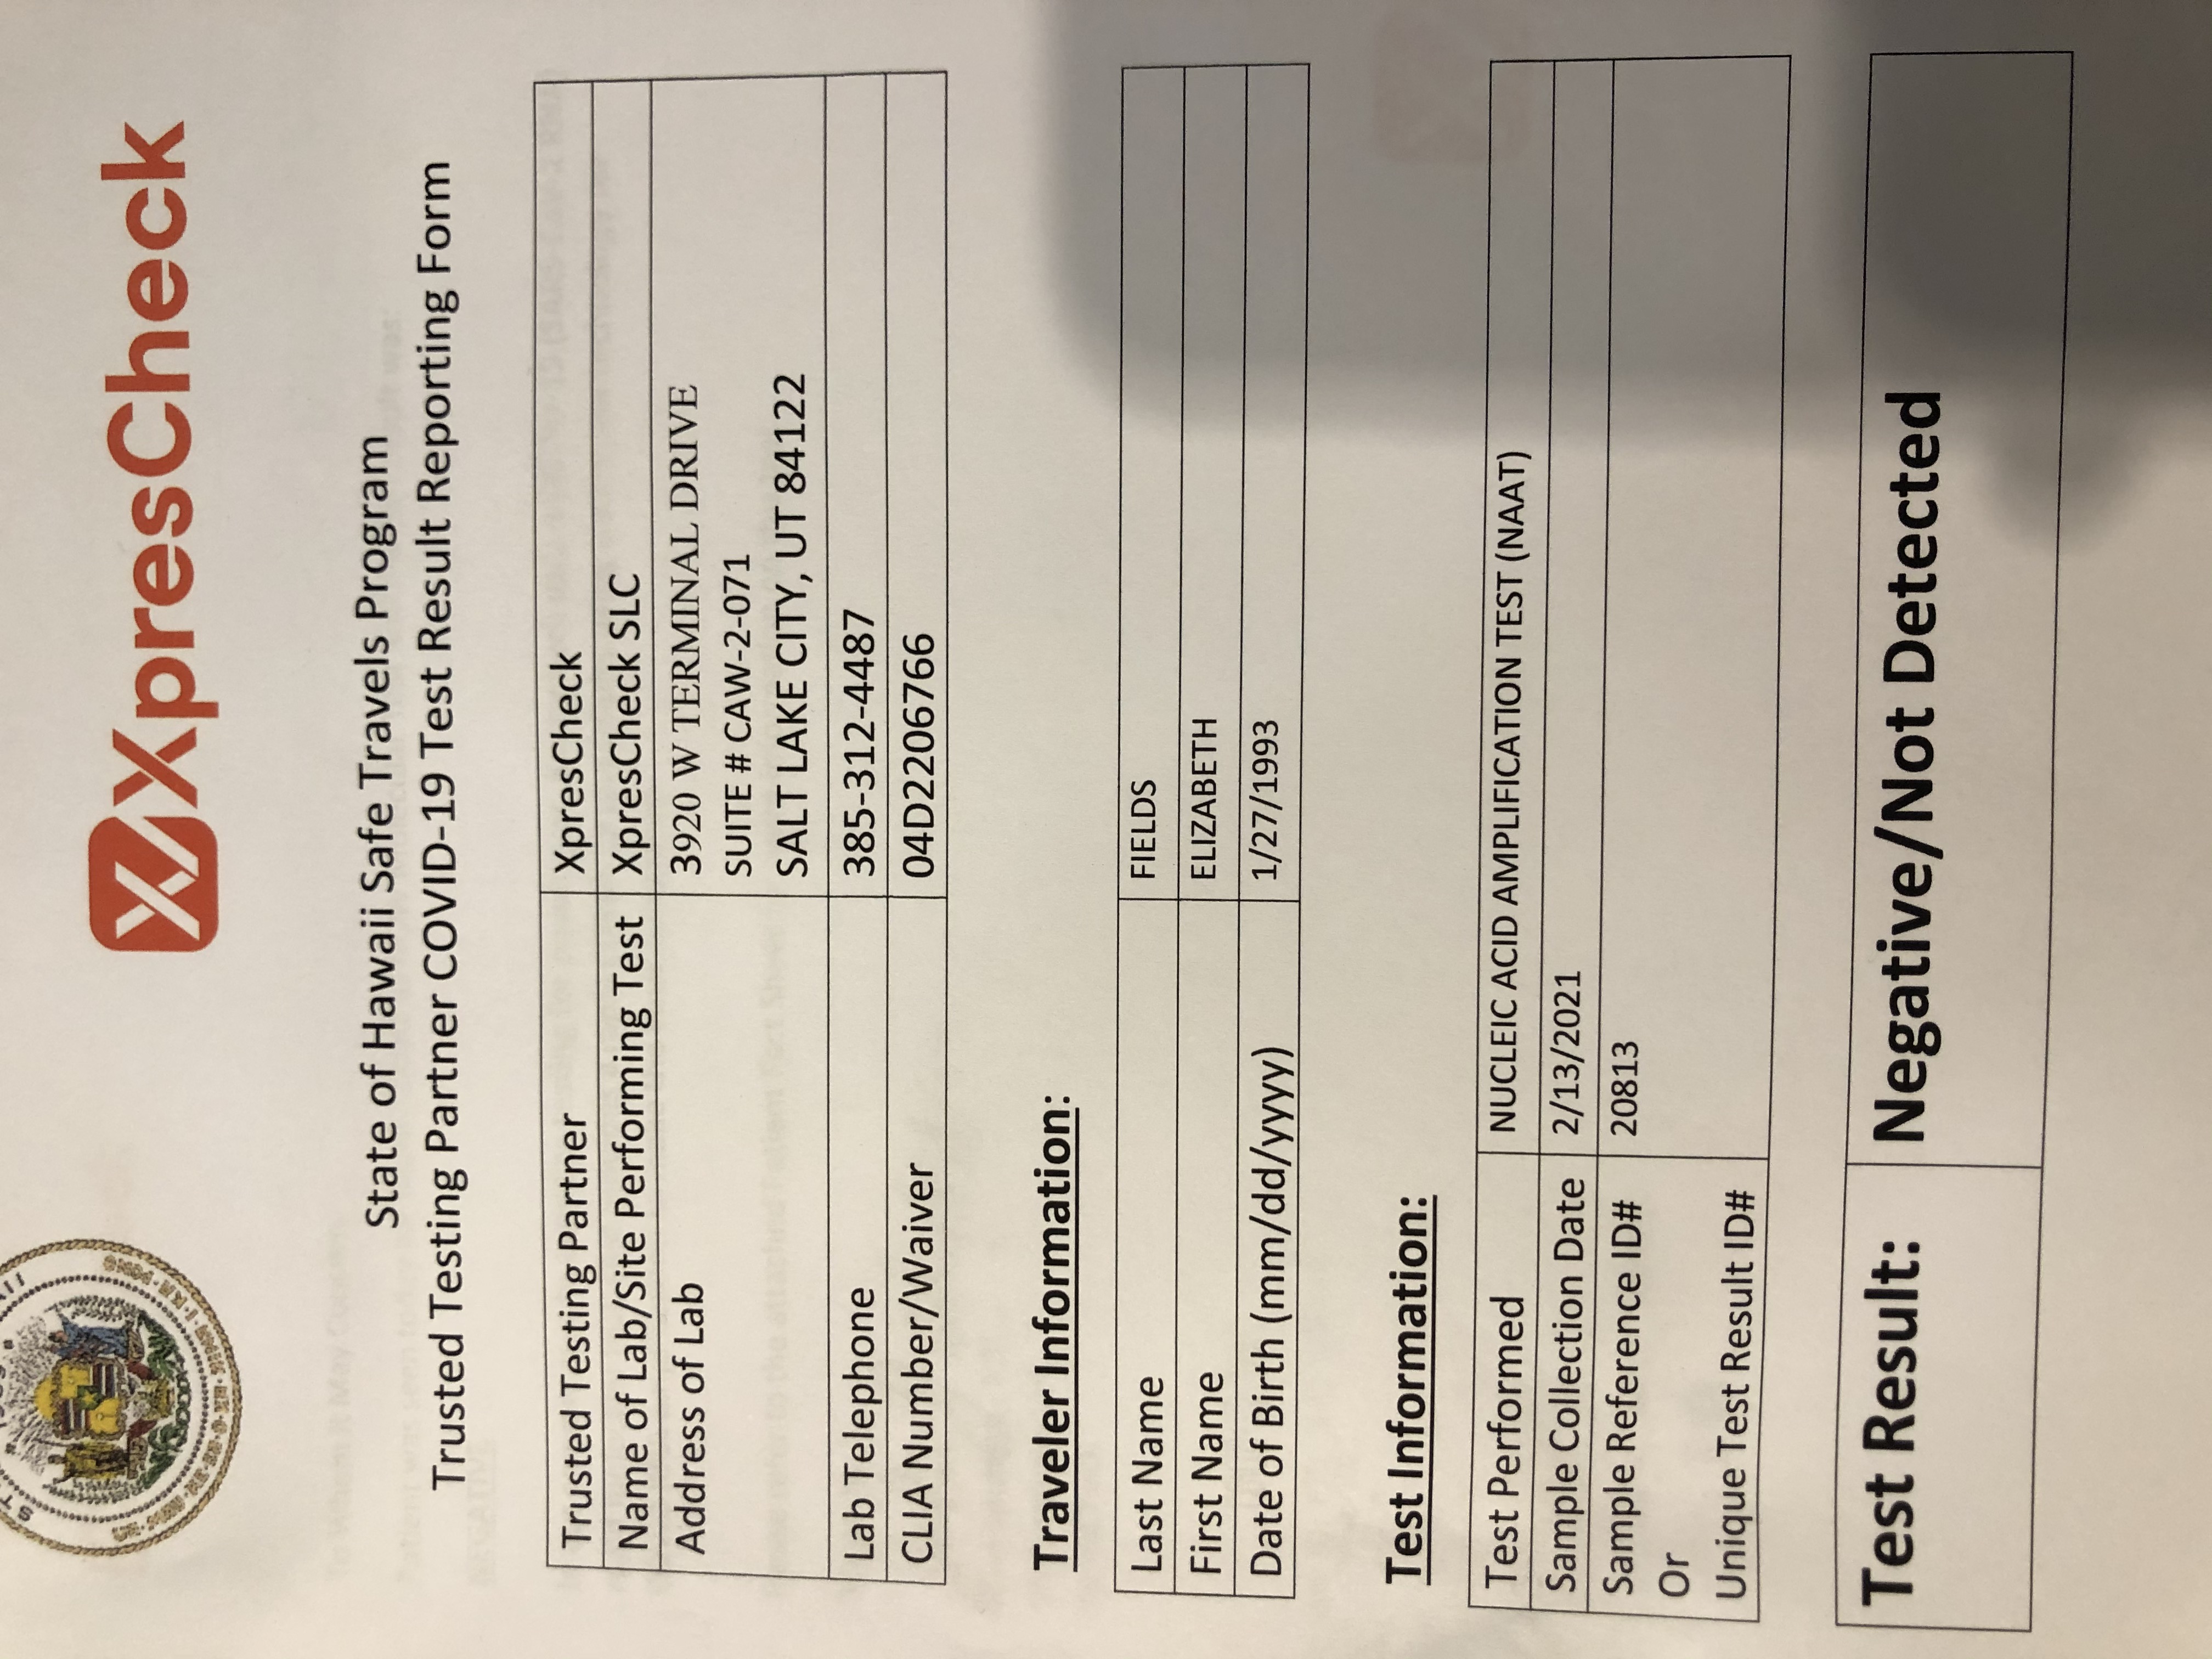 XpresCheck
State of Hawaii Safe Travels Program
Trusted Testing Partner COVID-19 Test Result Reporting Form
Trusted Testing Partner XpresCheck
Name of Lab/Site Performing Test XpresCheck SLC
Address of Lab 3920 W TERMINAL DRIVE
SUITE # CAW-2-071
SALT LAKE CITY, UT 84122
Lab Telephone 385-312-4487
CLIA Number/Waiver 04D2206766
Traveler Information:
Last Name FIELDS
First Name ELIZABETH
Date of Birth (mm/dd/yyyy) 1/27/1993
Test Information:
Test Performed NUCLEIC ACID AMPLIFICATION TEST (NAAT)
Sample Collection Date 2/13/2021
Sample Reference ID# 20813
Or
Unique Test Result ID#
Test Result: Negative/Not Detected